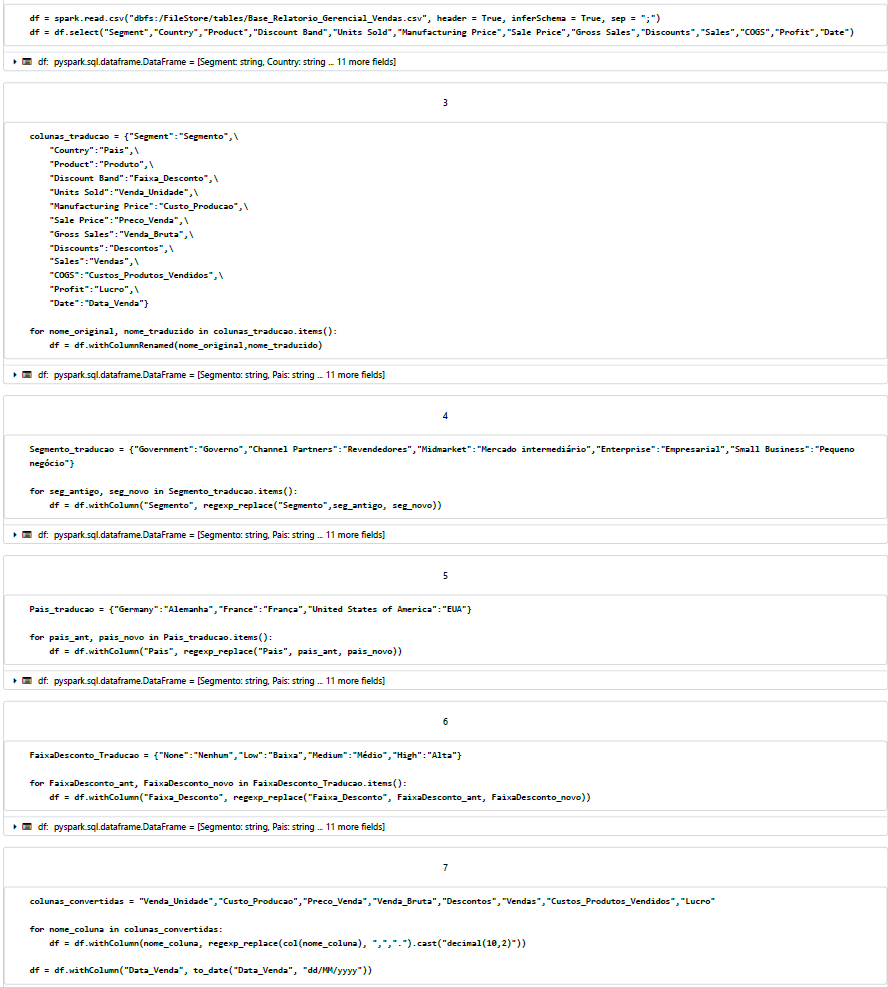 df = spark.read.csv("dbfs:/FileStore/tables/Base_Relatorio_Gerencial_Vendas.csv", header = True, inferSchema = True, sep = ";")
df = df.select("Segment","Country","Product","Discount Band","Units Sold","Manufacturing Price","Sale Price","Gross Sales","Discounts","Sales","COGS","Profit","Date")
df: pyspark.sql.dataframe.DataFrame = [Segment: string, Country: string ... 11 more fields]
3
colunas_traducao = {"Segment":"Segmento",\
"Country":"Pais",\
"Product":"Produto",\
"Discount Band":"Faixa_Desconto",\
"Units Sold":"Venda_Unidade",\
"Manufacturing Price":"Custo_Producao",\
"Sale Price":"Preco_Venda",\
"Gross Sales":"Venda_Bruta",\
"Discounts":"Descontos",\
"Sales":"Vendas",\
"COGS":"Custos_Produtos_Vendidos",\
"Profit":"Lucro",\
"Date":"Data_Venda"}
for nome_original, nome_traduzido in colunas_traducao.items():
df = df.withColumnRenamed(nome_original,nome_traduzido)
df: pyspark.sql.dataframe.DataFrame = [Segmento: string, Pais: string ... 11 more fields]
4
Segmento_traducao = {"Government":"Governo","Channel Partners":"Revendedores","Midmarket":"Mercado intermediário","Enterprise":"Empresarial","Small Business":"Pequeno
negócio"}
for seg_antigo, seg_novo in Segmento_traducao.items():
df = df.withColumn("Segmento", regexp_replace("Segmento",seg_antigo, seg_novo))
df: pyspark.sql.dataframe.DataFrame = [Segmento: string, Pais: string ... 11 more fields]
5
Pais_traducao = {"Germany":"Alemanha","France":"França","United States of America":"EUA"}
for pais_ant, pais_novo in Pais_traducao.items():
df = df.withColumn("Pais", regexp_replace("Pais", pais_ant, pais_novo))
df: pyspark.sql.dataframe.DataFrame = [Segmento: string, Pais: string ... 11 more fields]
6
FaixaDesconto_Traducao = {"None":"Nenhum","Low":"Baixa","Medium":"Médio","High":"Alta"}
for FaixaDesconto_ant, FaixaDesconto_novo in FaixaDesconto_Traducao.items():
df = df.withColumn("Faixa_Desconto", regexp_replace("Faixa_Desconto", FaixaDesconto_ant, FaixaDesconto_novo))
df: pyspark.sql.dataframe.DataFrame = [Segmento: string, Pais: string ... 11 more fields]
7
colunas_convertidas = "Venda_Unidade","Custo_Producao","Preco_Venda","Venda_Bruta","Descontos","Vendas","Custos_Produtos_Vendidos","Lucro"
for nome_coluna in colunas_convertidas:
df = df.withColumn(nome_coluna, regexp_replace(col(nome_coluna), ",",".").cast("decimal(10,2)"))
df = df.withColumn("Data_Venda", to_date("Data_Venda", "dd/MM/yyyy"))